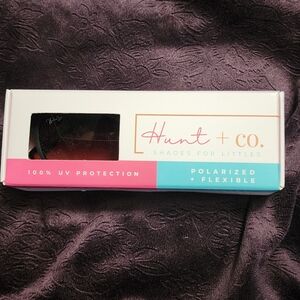 Hunt + co.
SHADES FOR LITTLES
100% UV PROTECTION
POLARIZED
+ FLEXIBLE